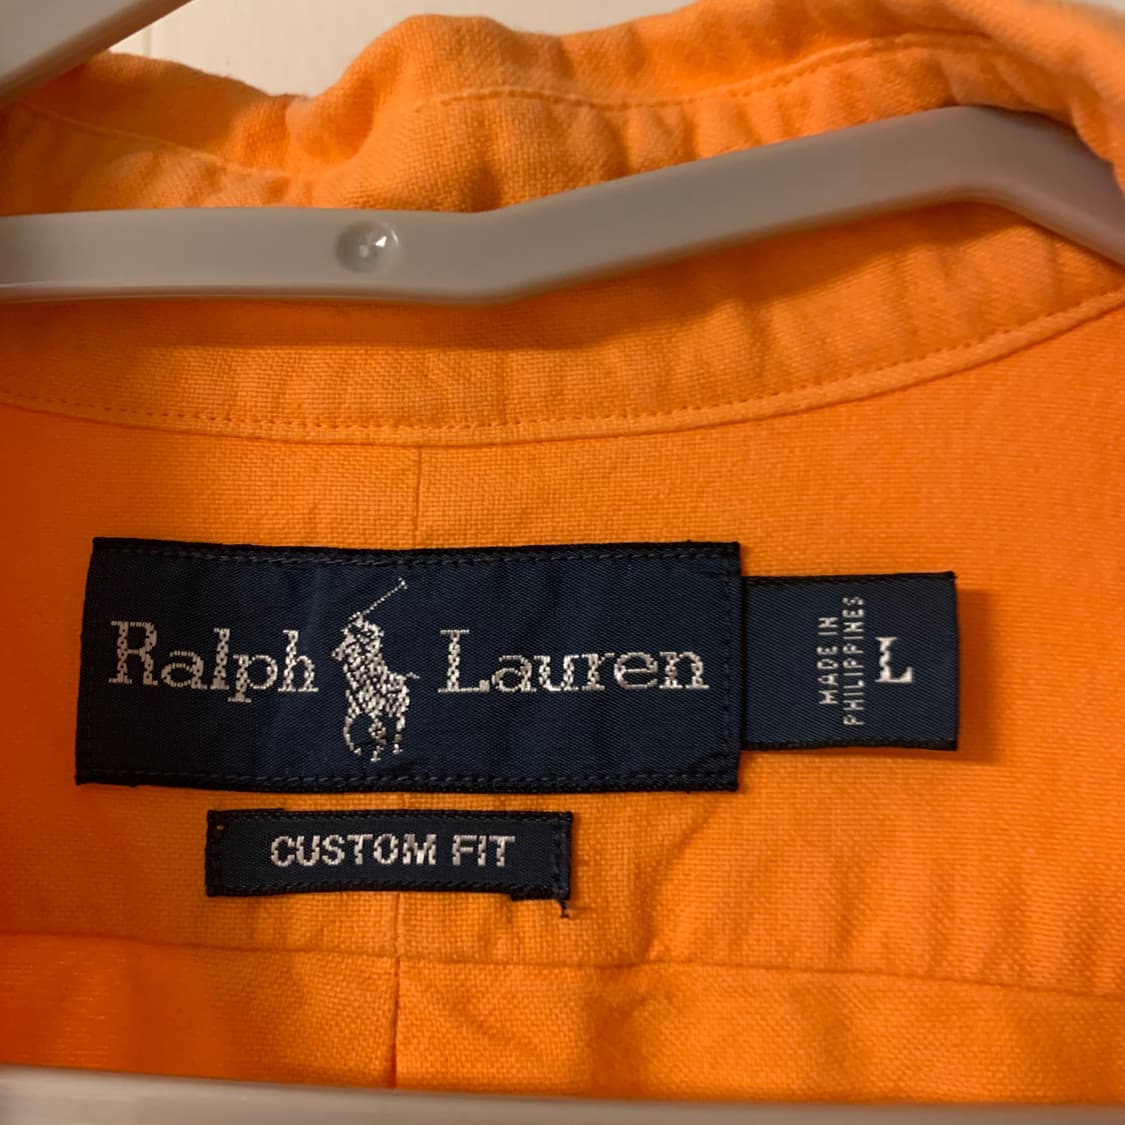 Ralph Lauren
MADE IN
PHILIPPINES
L
CUSTOM FIT